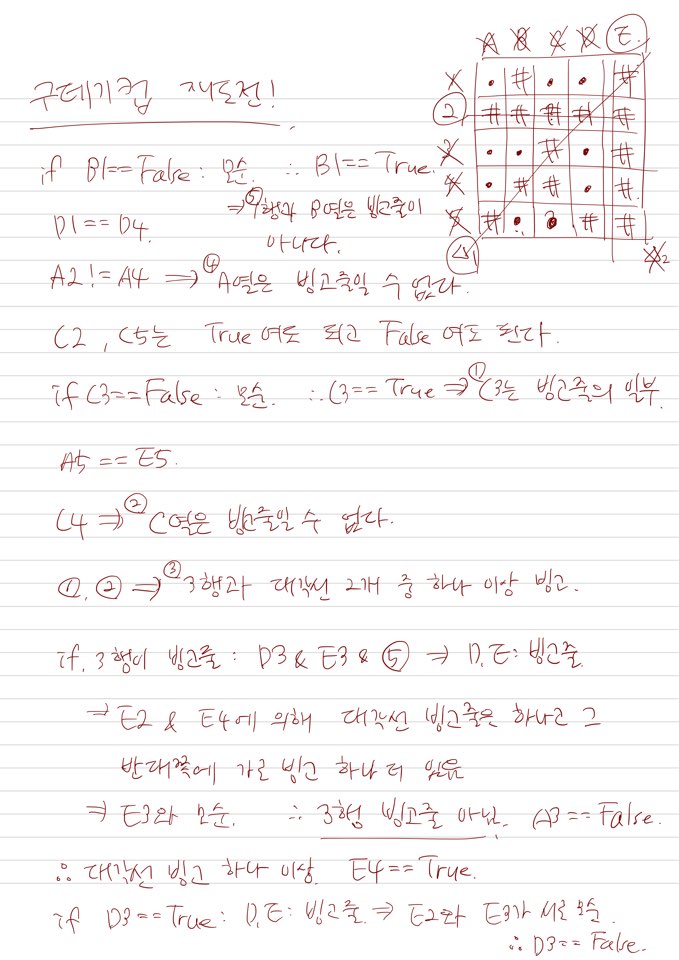 A B C D E
1
2
3
4
5
△1
△2
구데기컵 재도전!
if B1==False : 모순. ∴ B1==True.
⇒ ⑤ 1행과 B열은 빙고줄이
D1 == D4.
아니다.
A2 != A4 ⇒ ④ A열은 빙고줄일 수 없다.
C2, C5는 True여도 되고 False여도 된다.
if C3==False : 모순. ∴ C3==True ⇒ ① C3는 빙고줄의 일부
A5 == E5.
C4 ⇒ ② C열은 빙고줄일 수 없다.
①, ② ⇒ ③ 3행과 대각선 2개 중 하나 이상 빙고.
if. 3행이 빙고줄 : D3 & E3 & ⑤ ⇒ D, E : 빙고줄
⇒ E2 & E4에 의해 대각선 빙고줄은 하나고 그
반대쪽에 가로 빙고 하나 더 있음
⇒ E3와 모순. ∴ 3행 빙고줄 아님. A3 == False.
∴ 대각선 빙고 하나 이상. E4 == True.
if D3 == True : D, E : 빙고줄 ⇒ E2와 E3가 서로 모순.
∴ D3 == False.